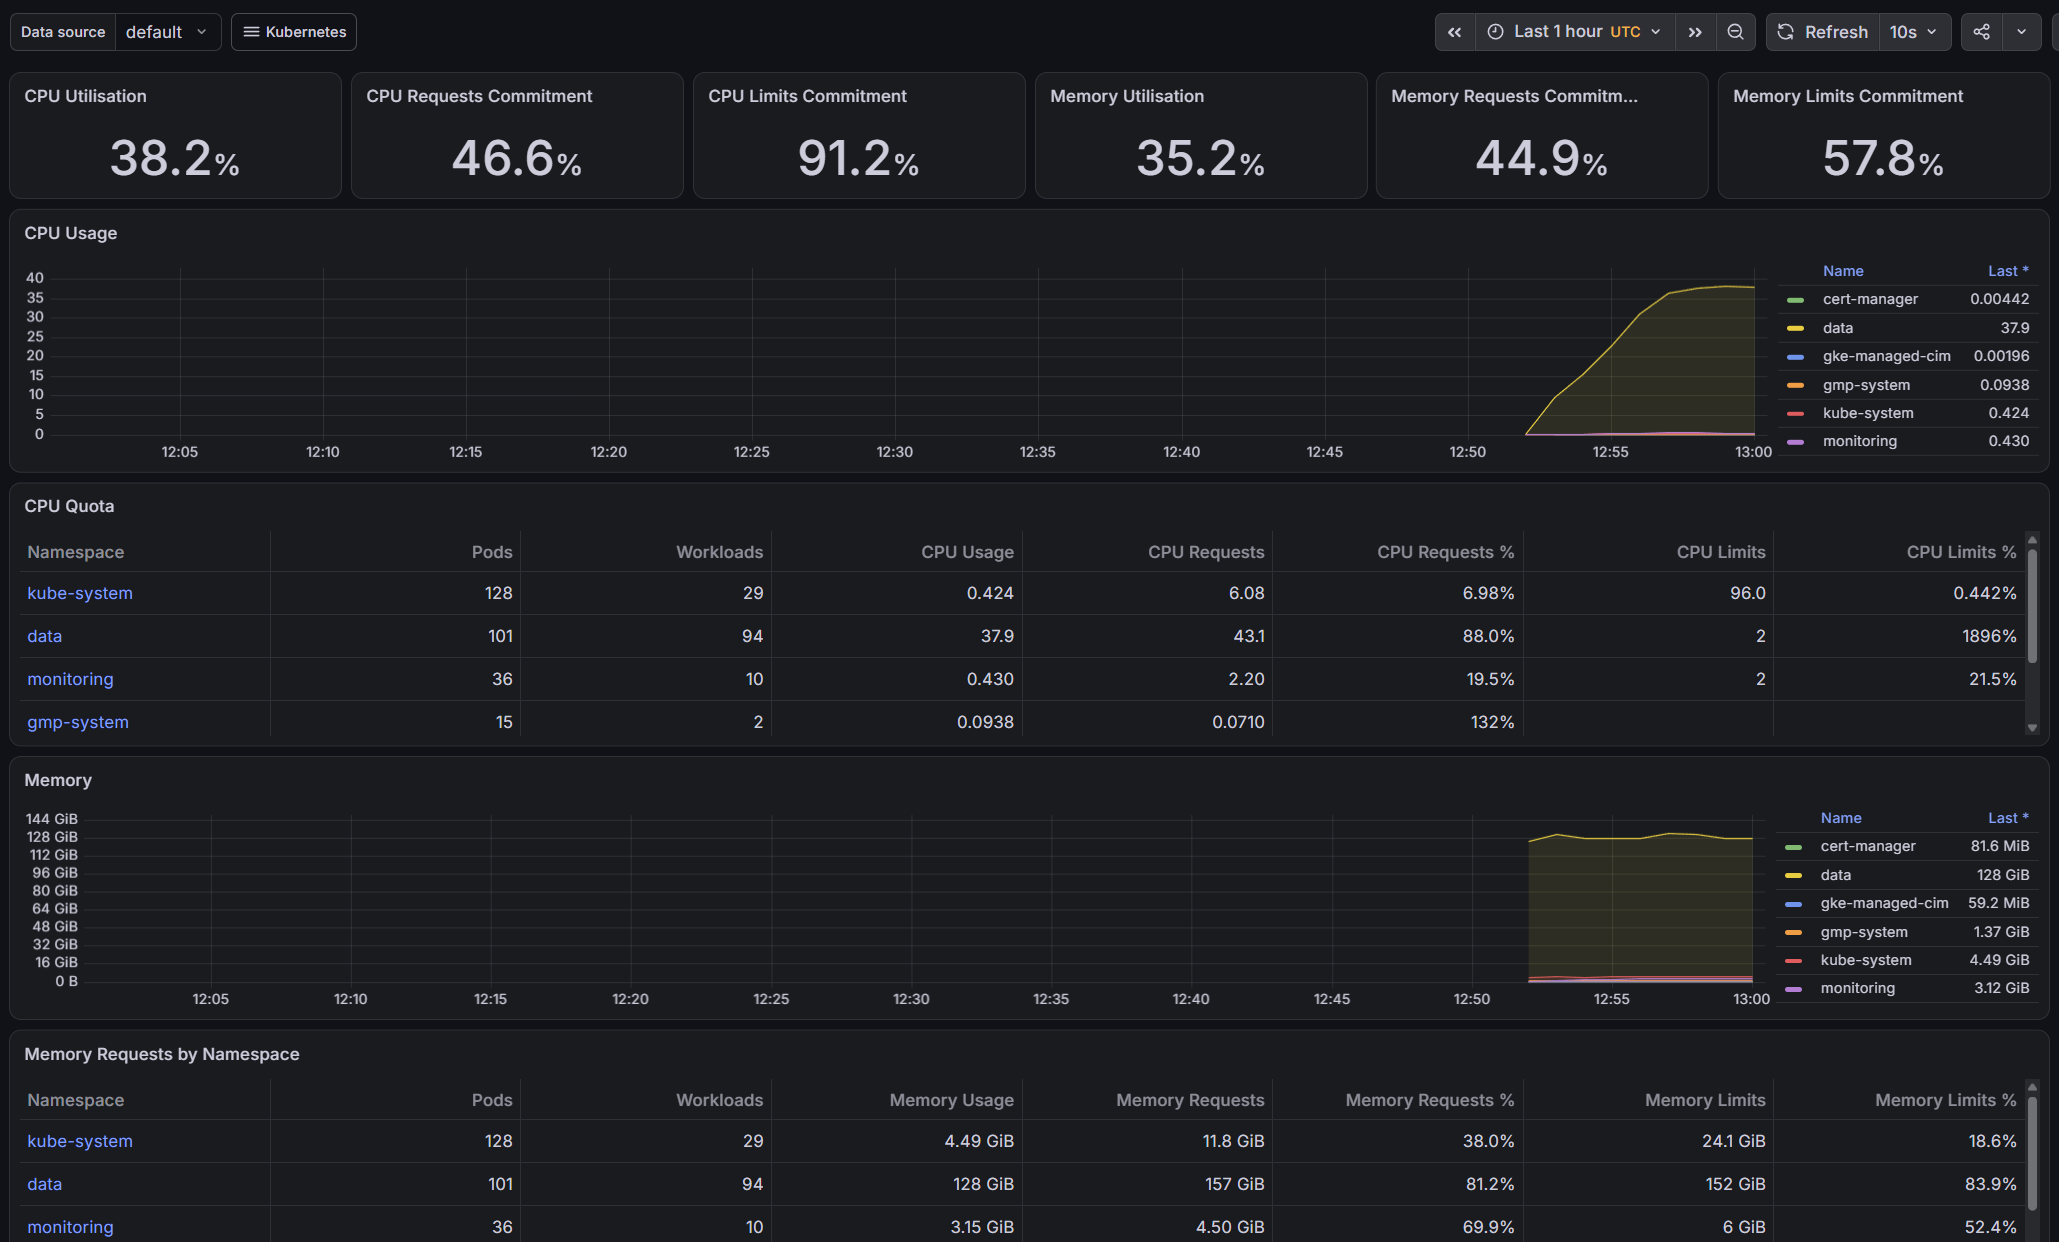 Data source default Kubernetes Last 1 hour UTC Refresh 10s
CPU Utilisation CPU Requests Commitment CPU Limits Commitment Memory Utilisation Memory Requests Commitm... Memory Limits Commitment
38.2% 46.6% 91.2% 35.2% 44.9% 57.8%
CPU Usage
40
35
30
25
20
15
10
5
0
12:05 12:10 12:15 12:20 12:25 12:30 12:35 12:40 12:45 12:50 12:55 13:00
Name Last *
cert-manager 0.00442
data 37.9
gke-managed-cim 0.00196
gmp-system 0.0938
kube-system 0.424
monitoring 0.430
CPU Quota
Namespace Pods Workloads CPU Usage CPU Requests CPU Requests % CPU Limits CPU Limits %
kube-system 128 29 0.424 6.08 6.98% 96.0 0.442%
data 101 94 37.9 43.1 88.0% 2 1896%
monitoring 36 10 0.430 2.20 19.5% 2 21.5%
gmp-system 15 2 0.0938 0.0710 132%
Memory
144 GiB
128 GiB
112 GiB
96 GiB
80 GiB
64 GiB
48 GiB
32 GiB
16 GiB
0 B
12:05 12:10 12:15 12:20 12:25 12:30 12:35 12:40 12:45 12:50 12:55 13:00
Name Last *
cert-manager 81.6 MiB
data 128 GiB
gke-managed-cim 59.2 MiB
gmp-system 1.37 GiB
kube-system 4.49 GiB
monitoring 3.12 GiB
Memory Requests by Namespace
Namespace Pods Workloads Memory Usage Memory Requests Memory Requests % Memory Limits Memory Limits %
kube-system 128 29 4.49 GiB 11.8 GiB 38.0% 24.1 GiB 18.6%
data 101 94 128 GiB 157 GiB 81.2% 152 GiB 83.9%
monitoring 36 10 3.15 GiB 4.50 GiB 69.9% 6 GiB 52.4%